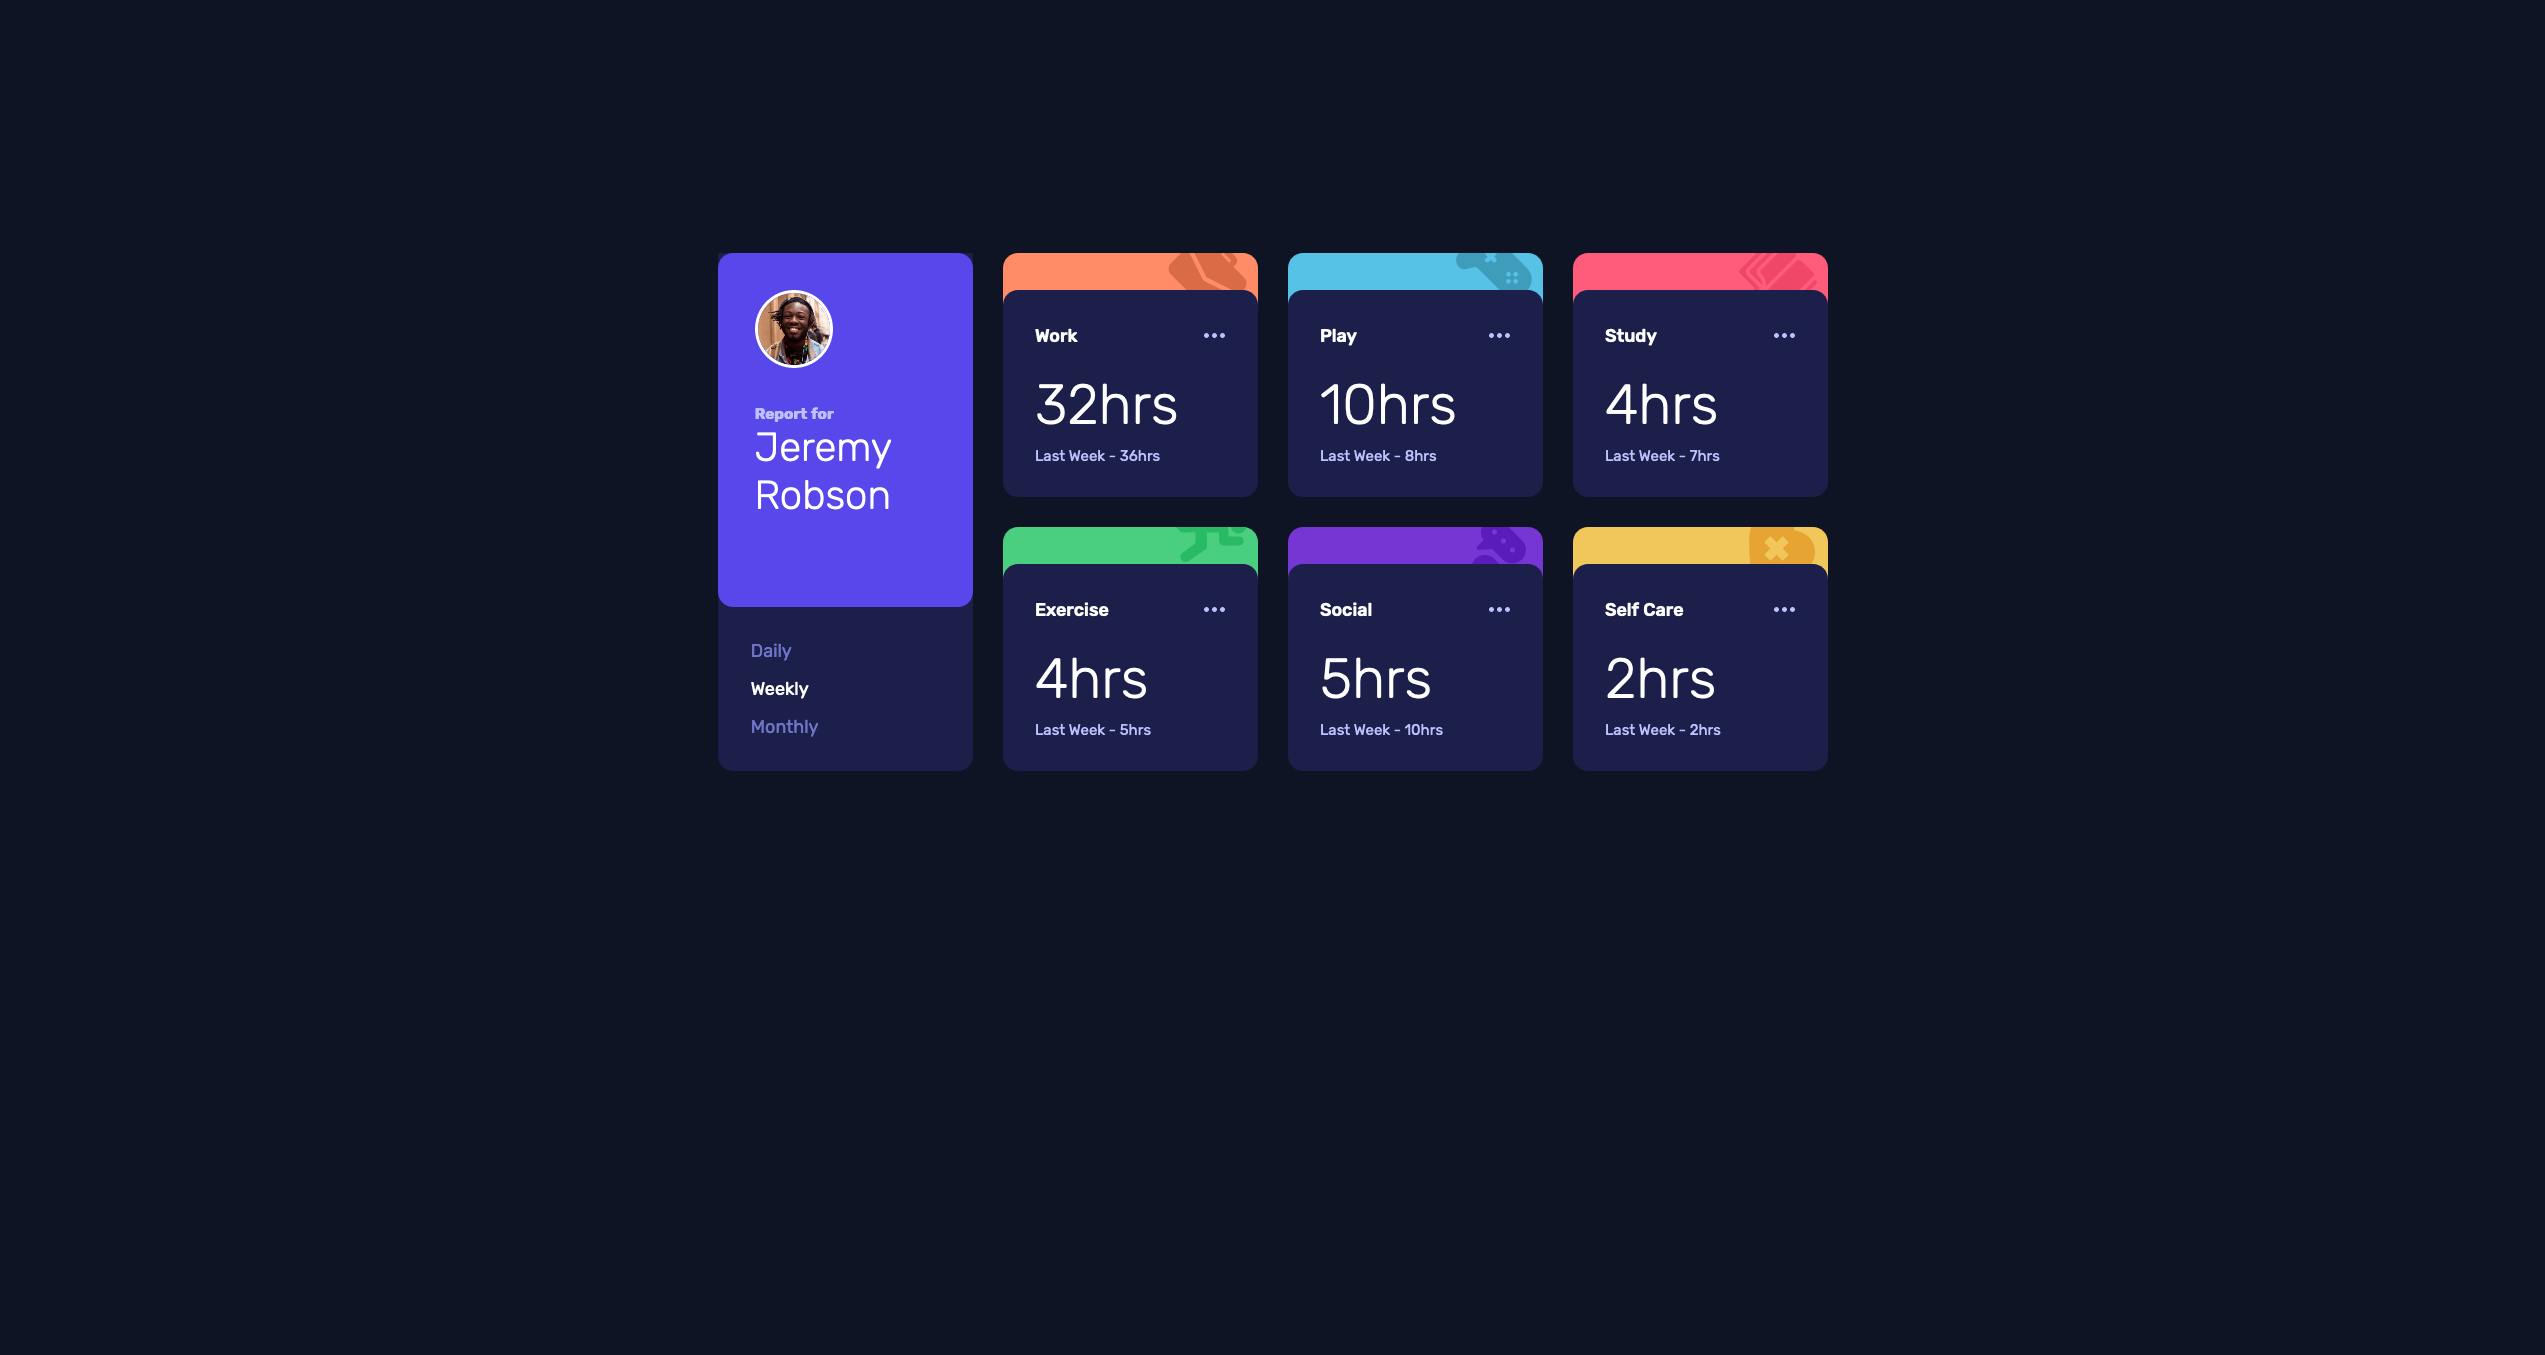 Report for
Jeremy
Robson
Daily
Weekly
Monthly
Work
32hrs
Last Week - 36hrs
Play
10hrs
Last Week - 8hrs
Study
4hrs
Last Week - 7hrs
Exercise
4hrs
Last Week - 5hrs
Social
5hrs
Last Week - 10hrs
Self Care
2hrs
Last Week - 2hrs